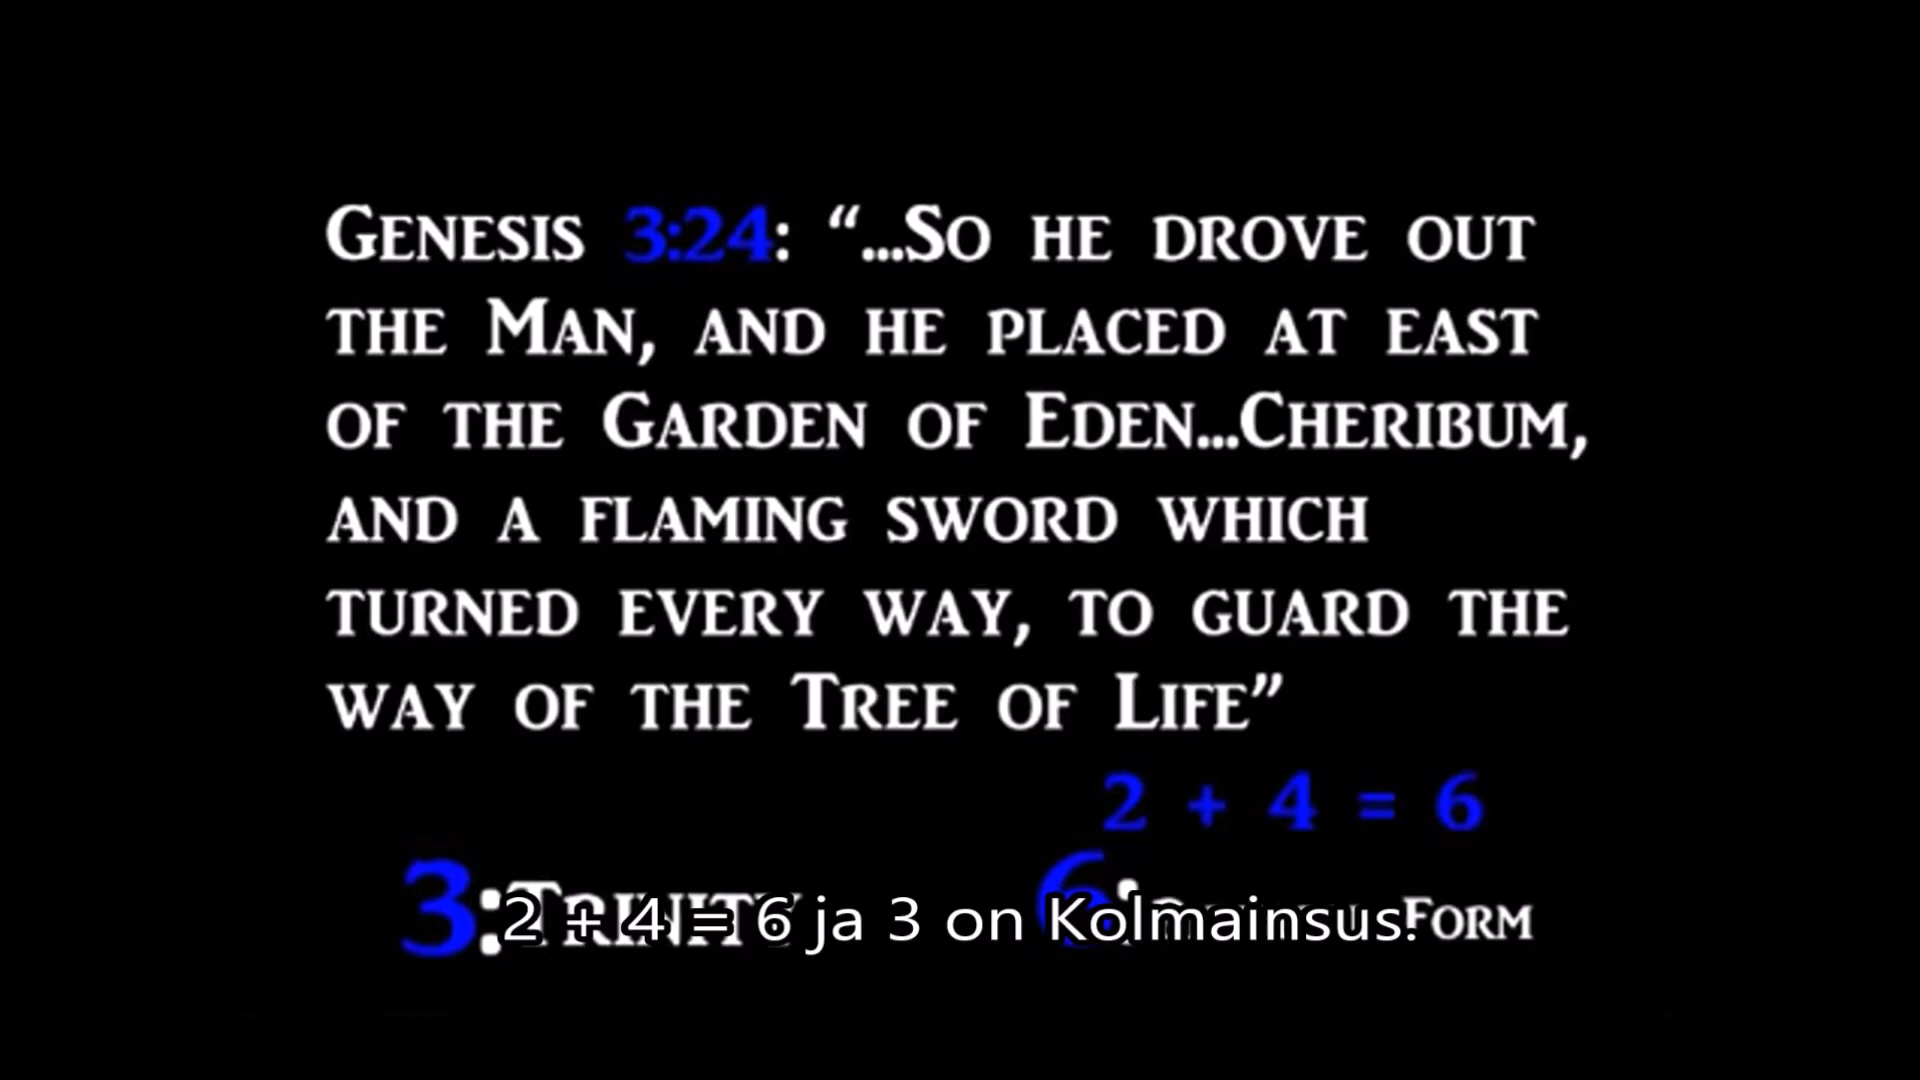 GENESIS 3:24: “...SO HE DROVE OUT
THE MAN, AND HE PLACED AT EAST
OF THE GARDEN OF EDEN...CHERIBUM,
AND A FLAMING SWORD WHICH
TURNED EVERY WAY, TO GUARD THE
WAY OF THE TREE OF LIFE”
2 + 4 = 6
3:TRINITY 6: FORM
2 + 4 = 6 ja 3 on Kolmainsus.